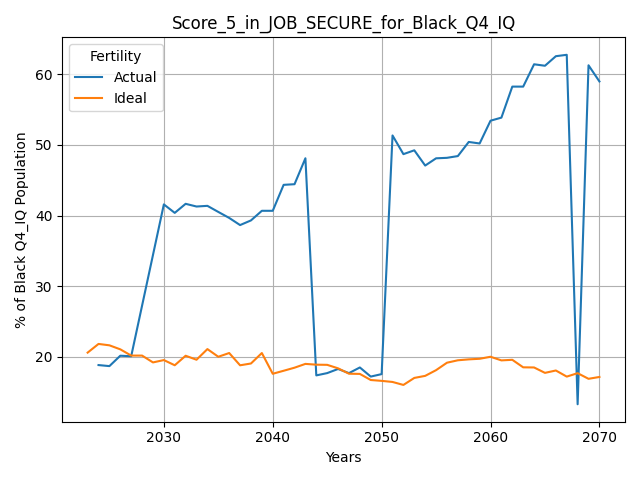 Score_5_in_JOB_SECURE_for_Black_Q4_IQ
Fertility
Actual
Ideal
% of Black Q4_IQ Population
60
50
40
30
20
2030
2040
2050
2060
2070
Years